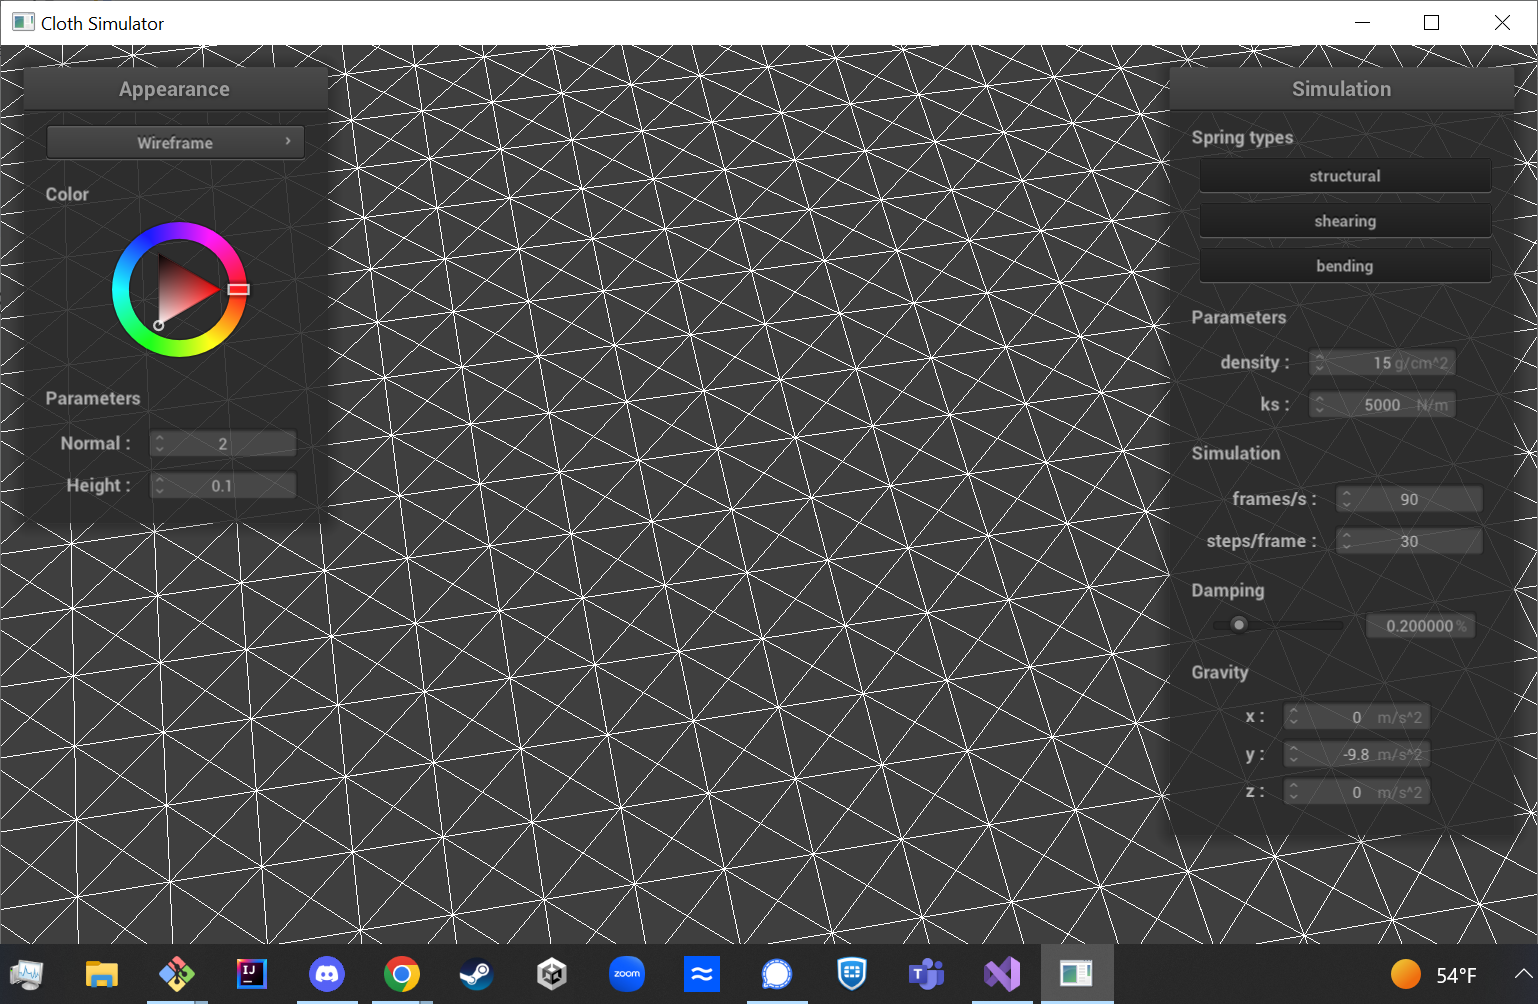 Cloth Simulator
Appearance
Wireframe
Color
Parameters
Normal : 2
Height : 0.1
Simulation
Spring types
structural
shearing
bending
Parameters
density : 15 g/cm^2
ks : 5000 N/m
Simulation
frames/s : 90
steps/frame : 30
Damping
0.200000 %
Gravity
x : 0 m/s^2
y : -9.8 m/s^2
z : 0 m/s^2
IJ
zoom
T
54°F